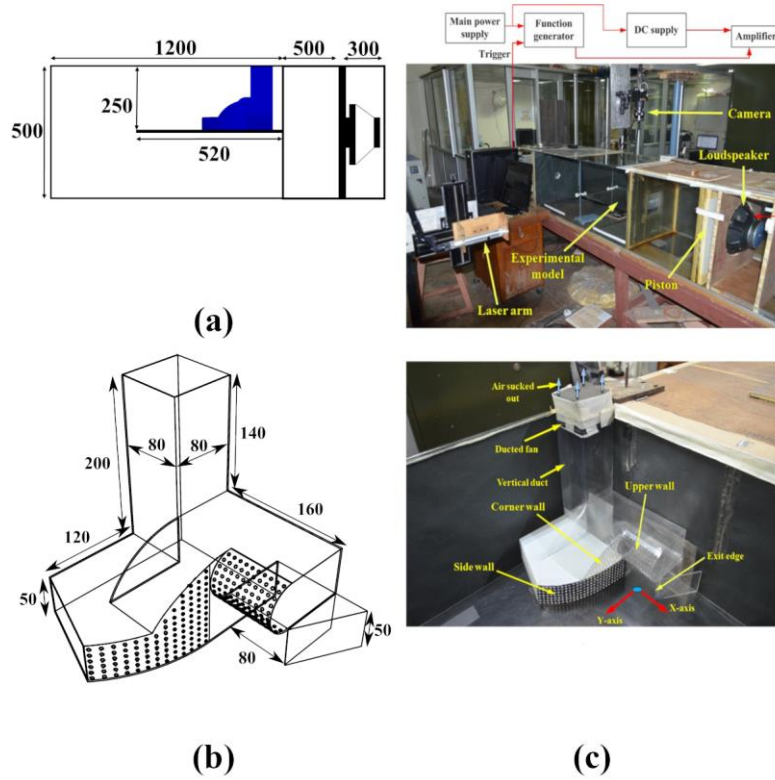 1200
500
300
250
500
520
(a)
Main power
supply
Function
generator
DC supply
Amplifier
Trigger
Camera
Loudspeaker
Experimental
model
Piston
Laser arm
200
80
80
140
120
160
50
50
80
(b)
Air sucked
out
Ducted fan
Vertical duct
Upper wall
Corner wall
Exit edge
Side wall
X-axis
Y-axis
(c)